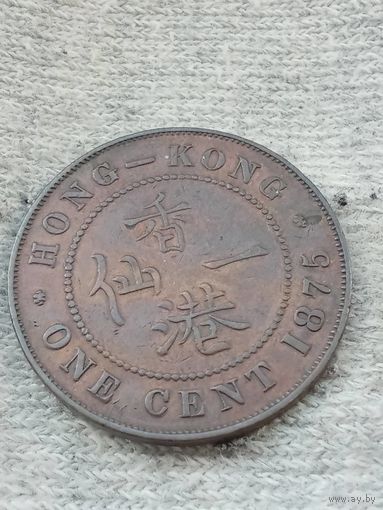 HONG–KONG
ONE CENT 1875
香港一仙
www.ay.by